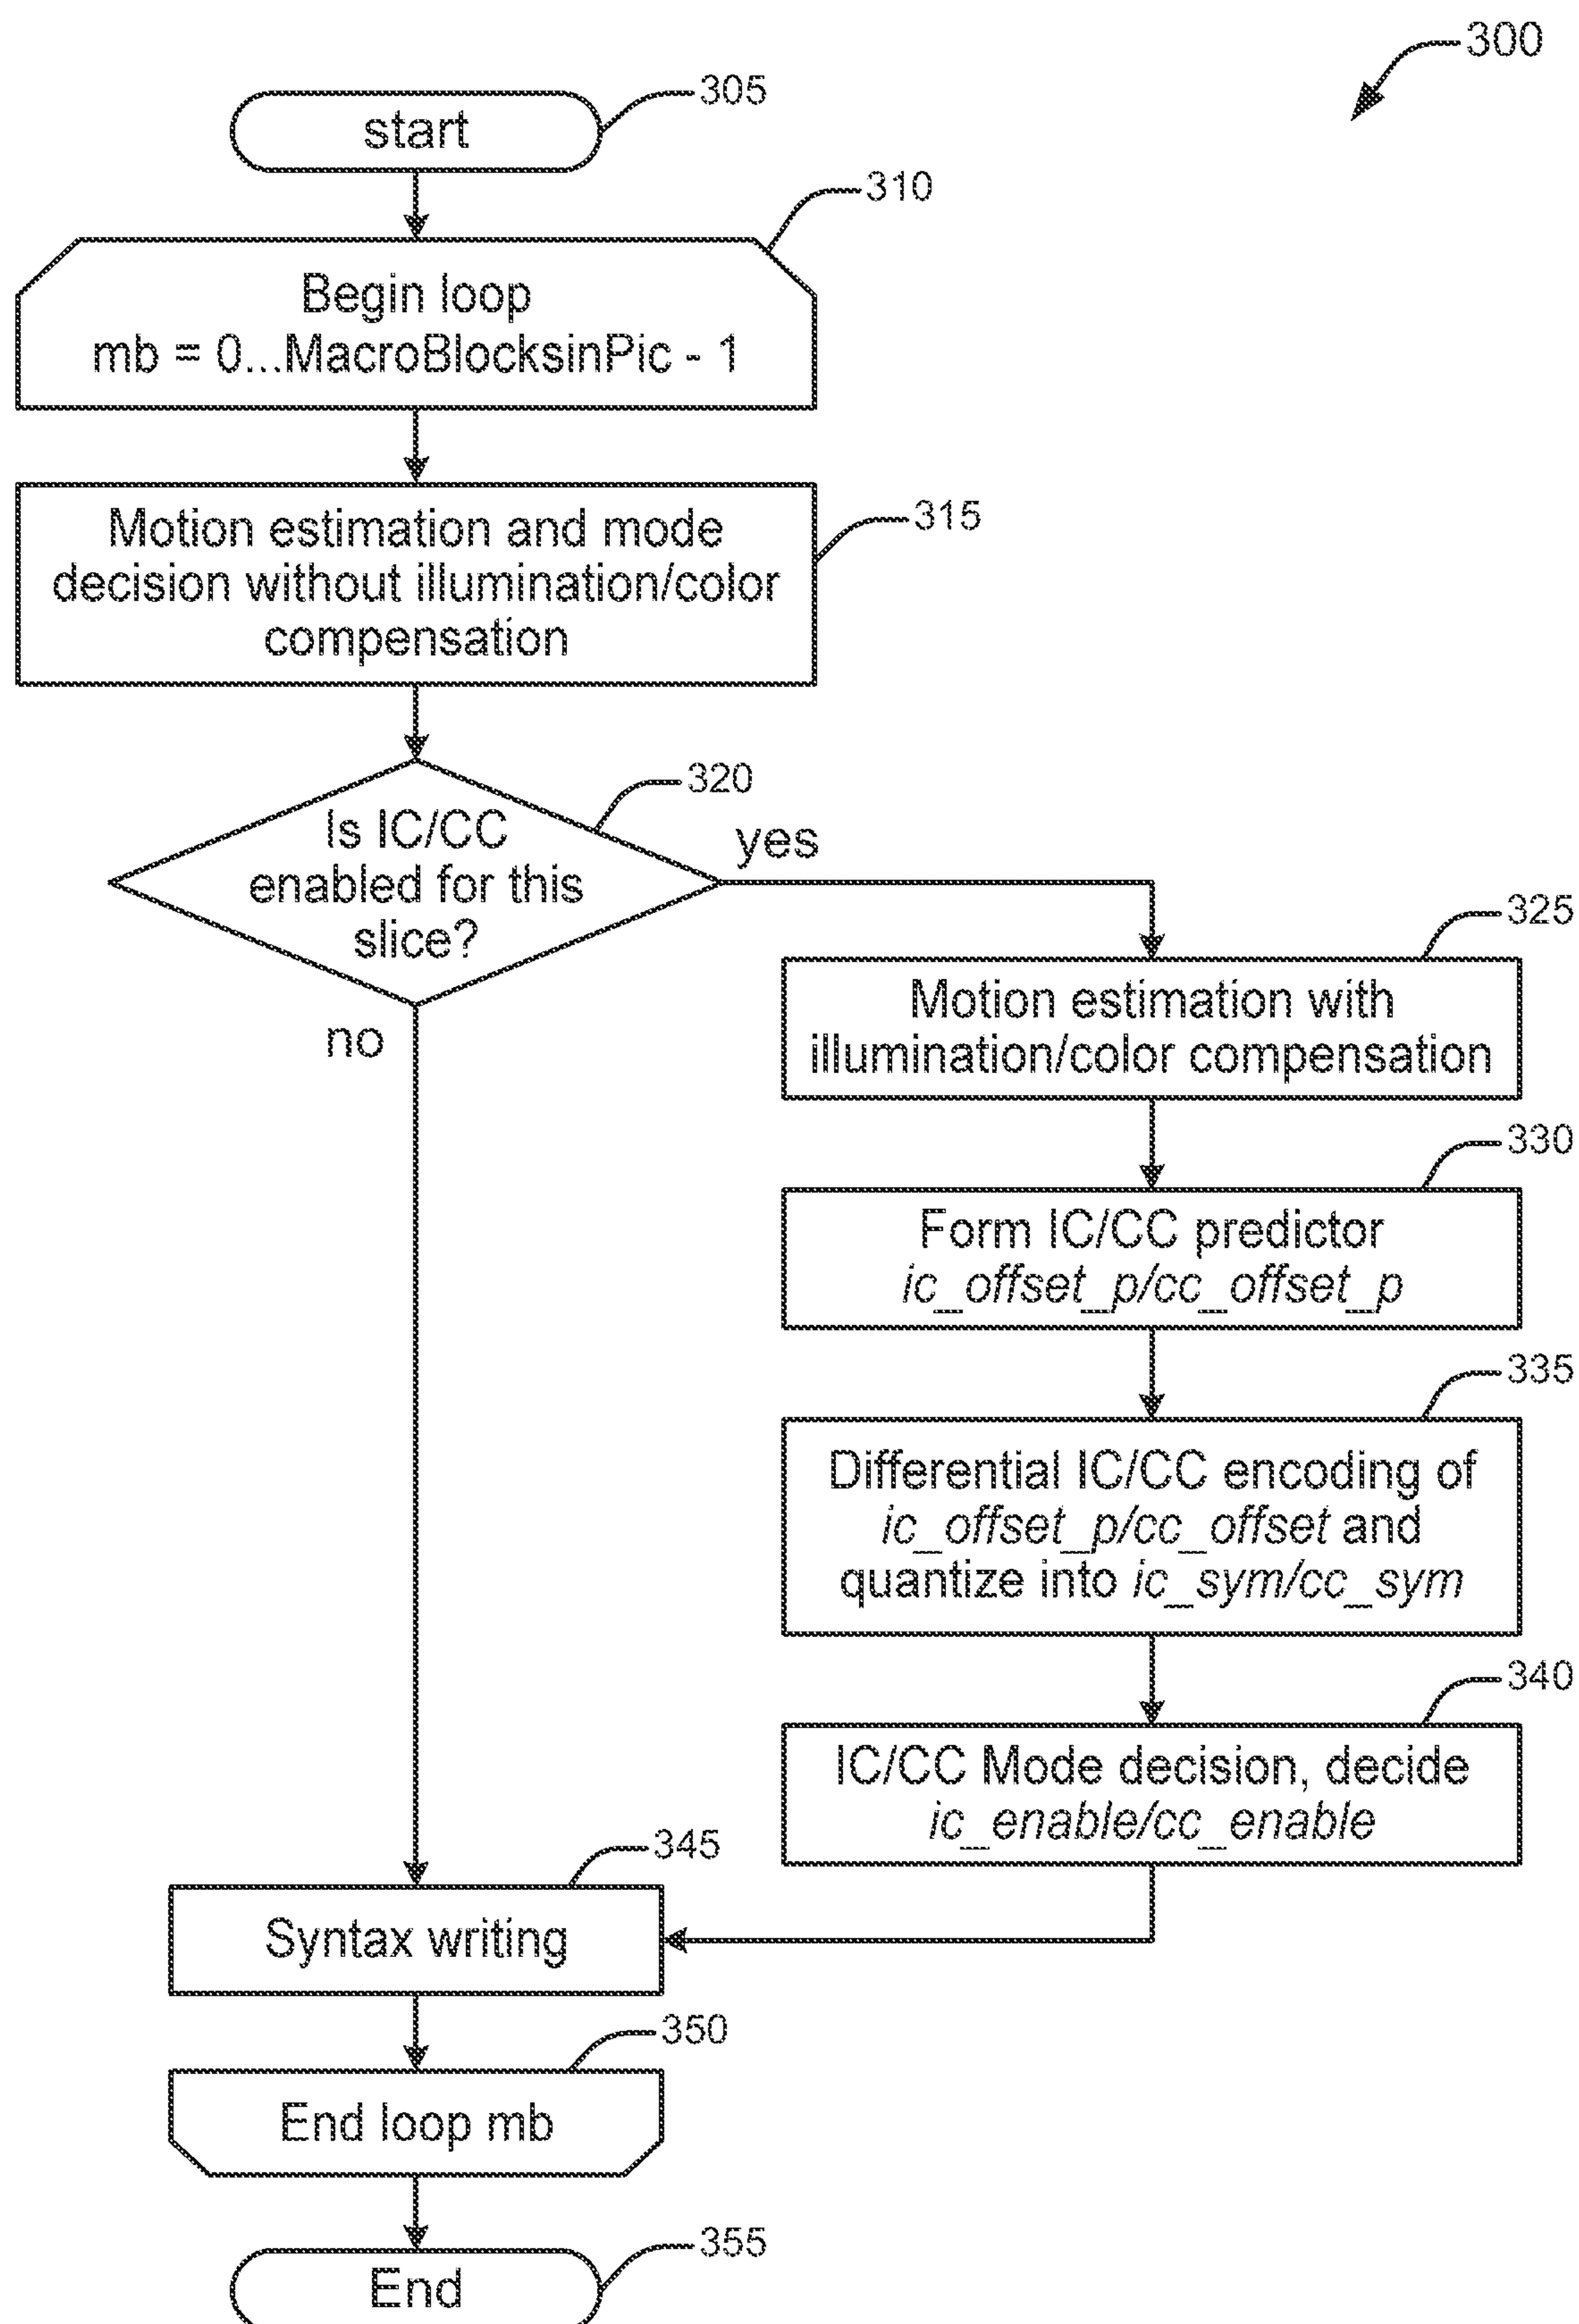 300
305
start
310
Begin loop
mb = 0...MacroBlocksinPic - 1
315
Motion estimation and mode
decision without illumination/color
compensation
320
Is IC/CC
enabled for this
slice?
yes
no
325
Motion estimation with
illumination/color compensation
330
Form IC/CC predictor
ic_offset_p/cc_offset_p
335
Differential IC/CC encoding of
ic_offset_p/cc_offset and
quantize into ic_sym/cc_sym
340
IC/CC Mode decision, decide
ic_enable/cc_enable
345
Syntax writing
350
End loop mb
355
End